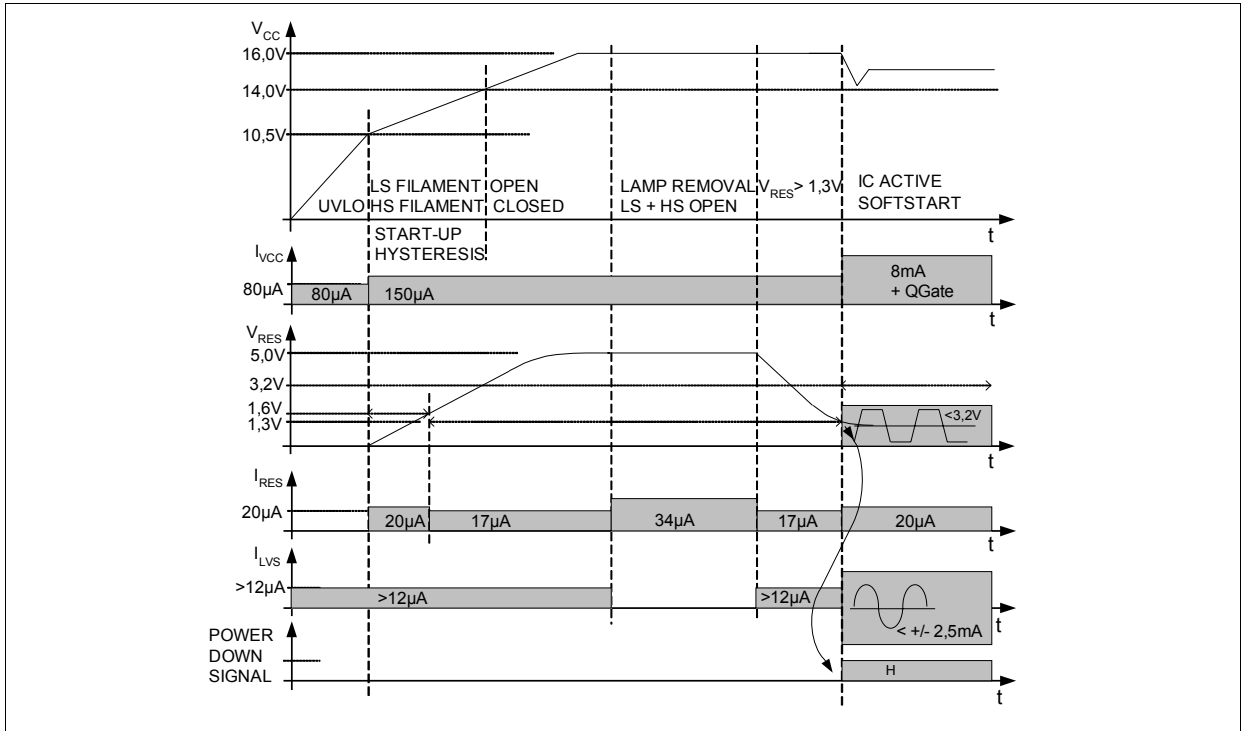 VCC
16,0V
14,0V
10,5V
LS FILAMENT OPEN
UVLO HS FILAMENT CLOSED
START-UP
HYSTERESIS
LAMP REMOVAL
LS + HS OPEN
VRES> 1,3V
IC ACTIVE
SOFTSTART
t
IVCC
80µA
80µA
150µA
8mA
+ QGate
t
VRES
5,0V
3,2V
1,6V
1,3V
<3,2V
t
IRES
20µA
20µA
17µA
34µA
17µA
20µA
t
ILVS
>12µA
>12µA
>12µA
< +/- 2,5mA
t
POWER
DOWN
SIGNAL
H
t